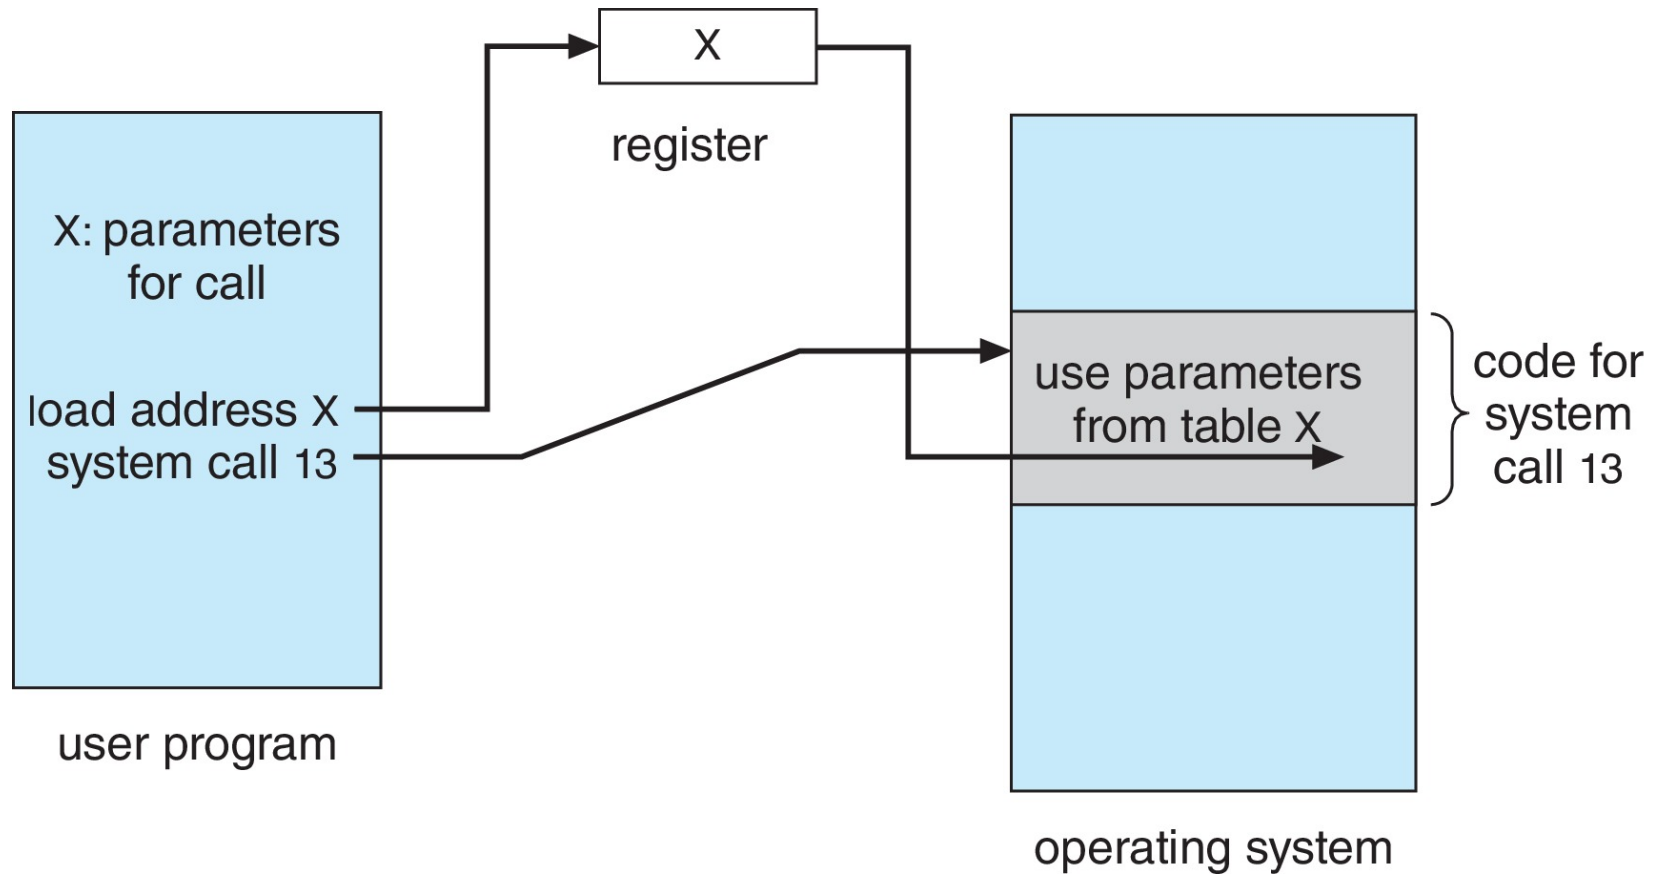 X
register
X: parameters
for call
load address X
system call 13
user program
use parameters
from table X
code for
system
call 13
operating system